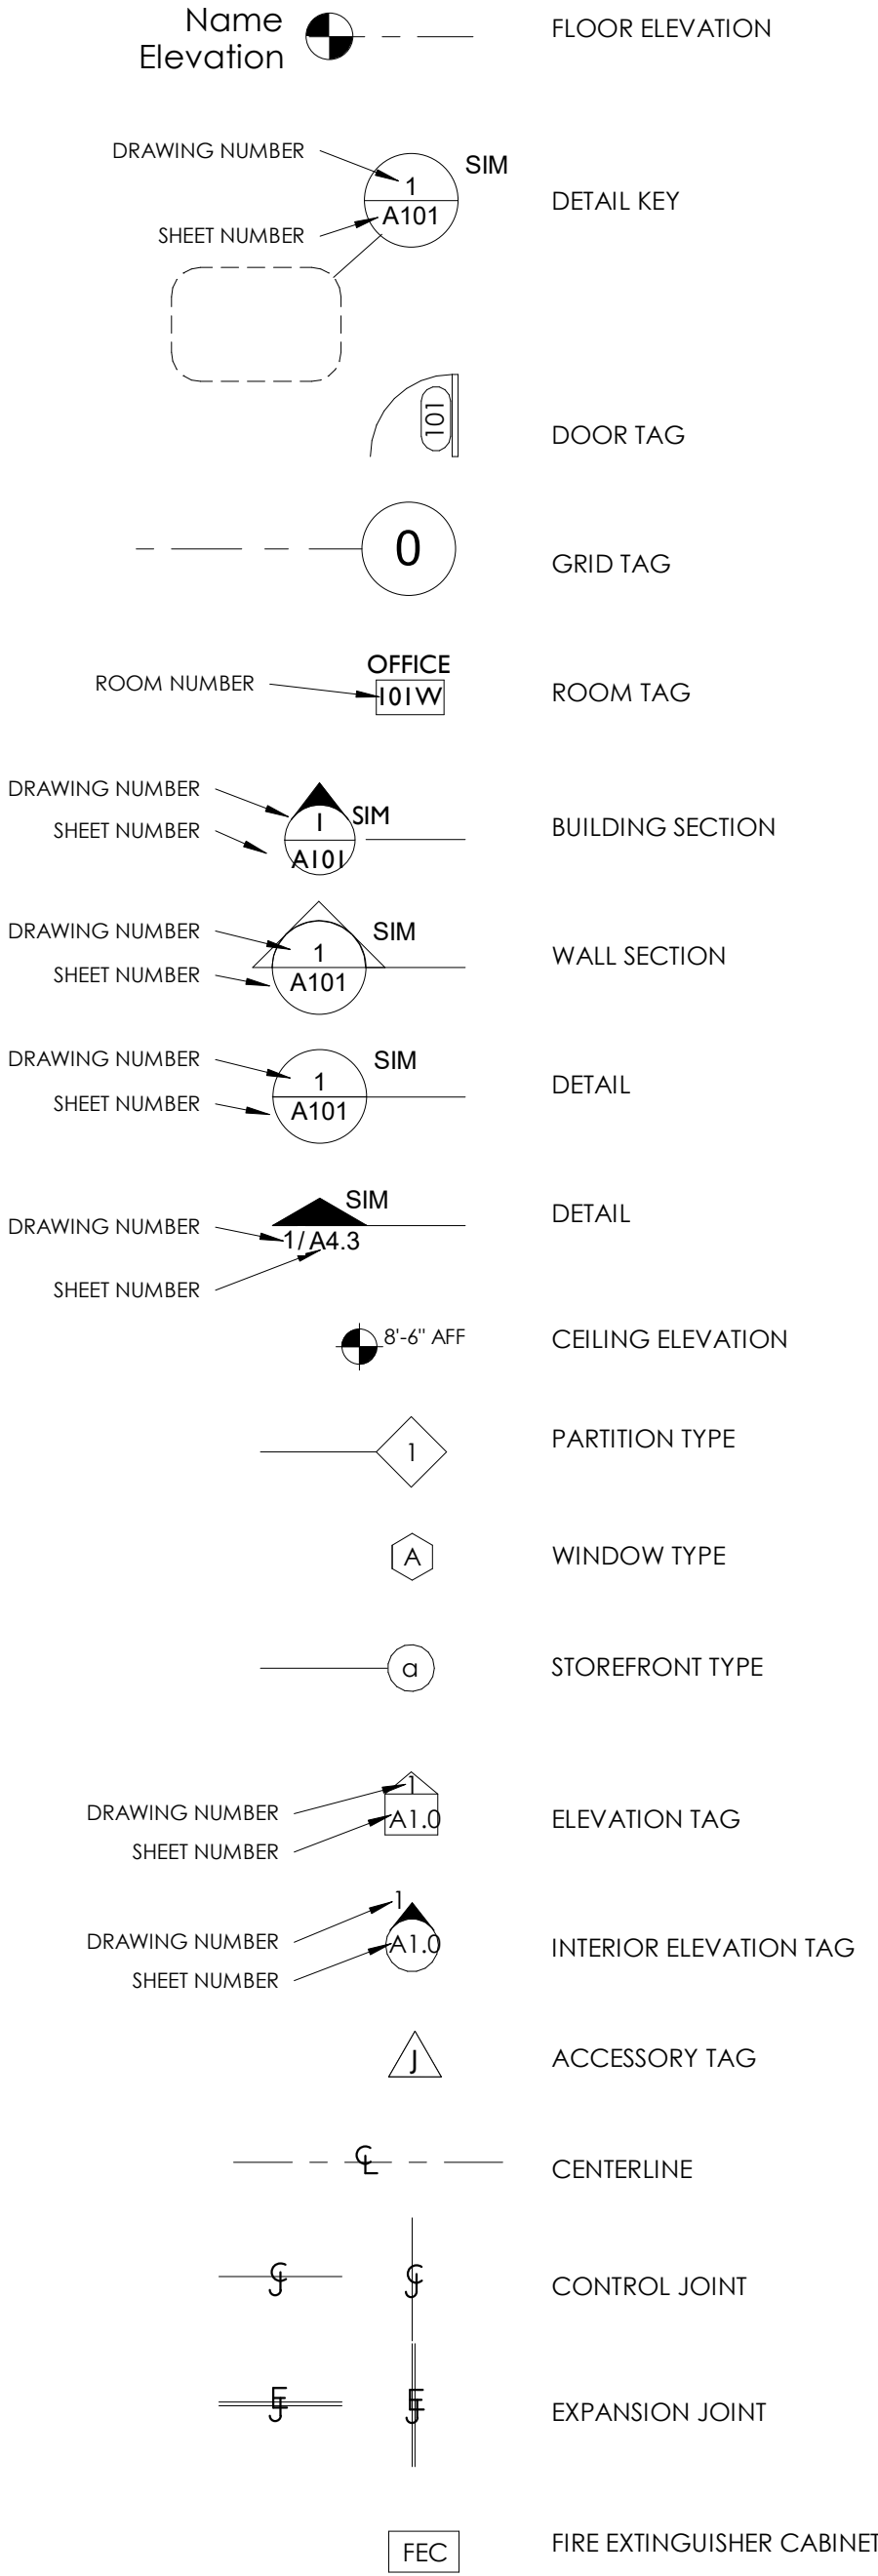 Name
Elevation
FLOOR ELEVATION
DRAWING NUMBER
SIM
1
A101
DETAIL KEY
SHEET NUMBER
101
DOOR TAG
0
GRID TAG
OFFICE
ROOM NUMBER
101W
ROOM TAG
DRAWING NUMBER
SIM
1
BUILDING SECTION
SHEET NUMBER
A101
DRAWING NUMBER
SIM
1
WALL SECTION
SHEET NUMBER
A101
DRAWING NUMBER
SIM
1
DETAIL
SHEET NUMBER
A101
SIM
DETAIL
DRAWING NUMBER
1/A4.3
SHEET NUMBER
8'-6" AFF
CEILING ELEVATION
1
PARTITION TYPE
A
WINDOW TYPE
a
STOREFRONT TYPE
1
DRAWING NUMBER
A1.0
ELEVATION TAG
SHEET NUMBER
1
DRAWING NUMBER
A1.0
INTERIOR ELEVATION TAG
SHEET NUMBER
J
ACCESSORY TAG
CL
CENTERLINE
CJ CJ
CONTROL JOINT
EJ EJ
EXPANSION JOINT
FEC
FIRE EXTINGUISHER CABINET